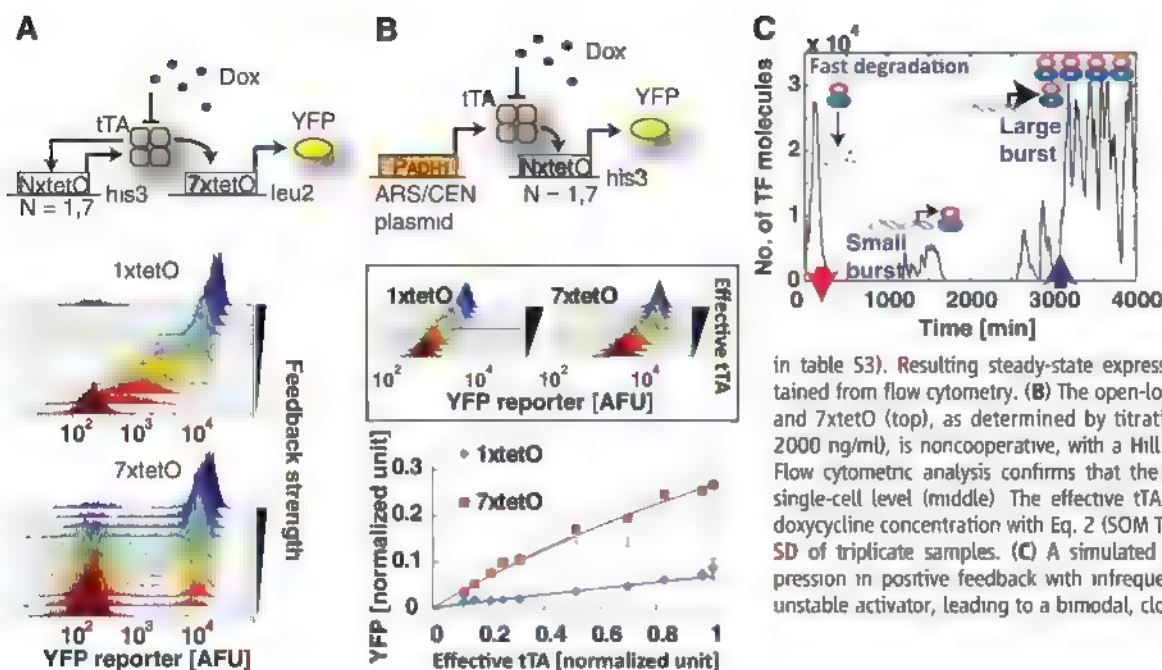 A
Dox
tTA
YFP
NxtetO
his3
7xtetO
leu2
N = 1,7
1xtetO
10² 10³ 10⁴
7xtetO
10² 10³ 10⁴
YFP reporter [AFU]
Feedback strength
B
Dox
tTA
YFP
PADH1
NxtetO
his3
ARS/CEN
plasmid
N – 1,7
1xtetO
7xtetO
Effective tTA
10² 10⁴ 10² 10⁴
YFP reporter [AFU]
YFP [normalized unit]
0.3
0.2
0.1
0
1xtetO
7xtetO
0 0.2 0.4 0.6 0.8 1
Effective tTA [normalized unit]
C
x 10⁴
Fast degradation
Large
burst
Small
burst
No. of TF molecules
3
2
1
0
0 1000 2000 3000 4000
Time [min]
in table S3). Resulting steady-state express
tained from flow cytometry. (B) The open-lo
and 7xtetO (top), as determined by titrati
2000 ng/ml), is noncooperative, with a Hill
Flow cytometric analysis confirms that the
single-cell level (middle) The effective tTA
doxycycline concentration with Eq. 2 (SOM T
SD of triplicate samples. (C) A simulated
pression in positive feedback with infreque
unstable activator, leading to a bimodal, clo